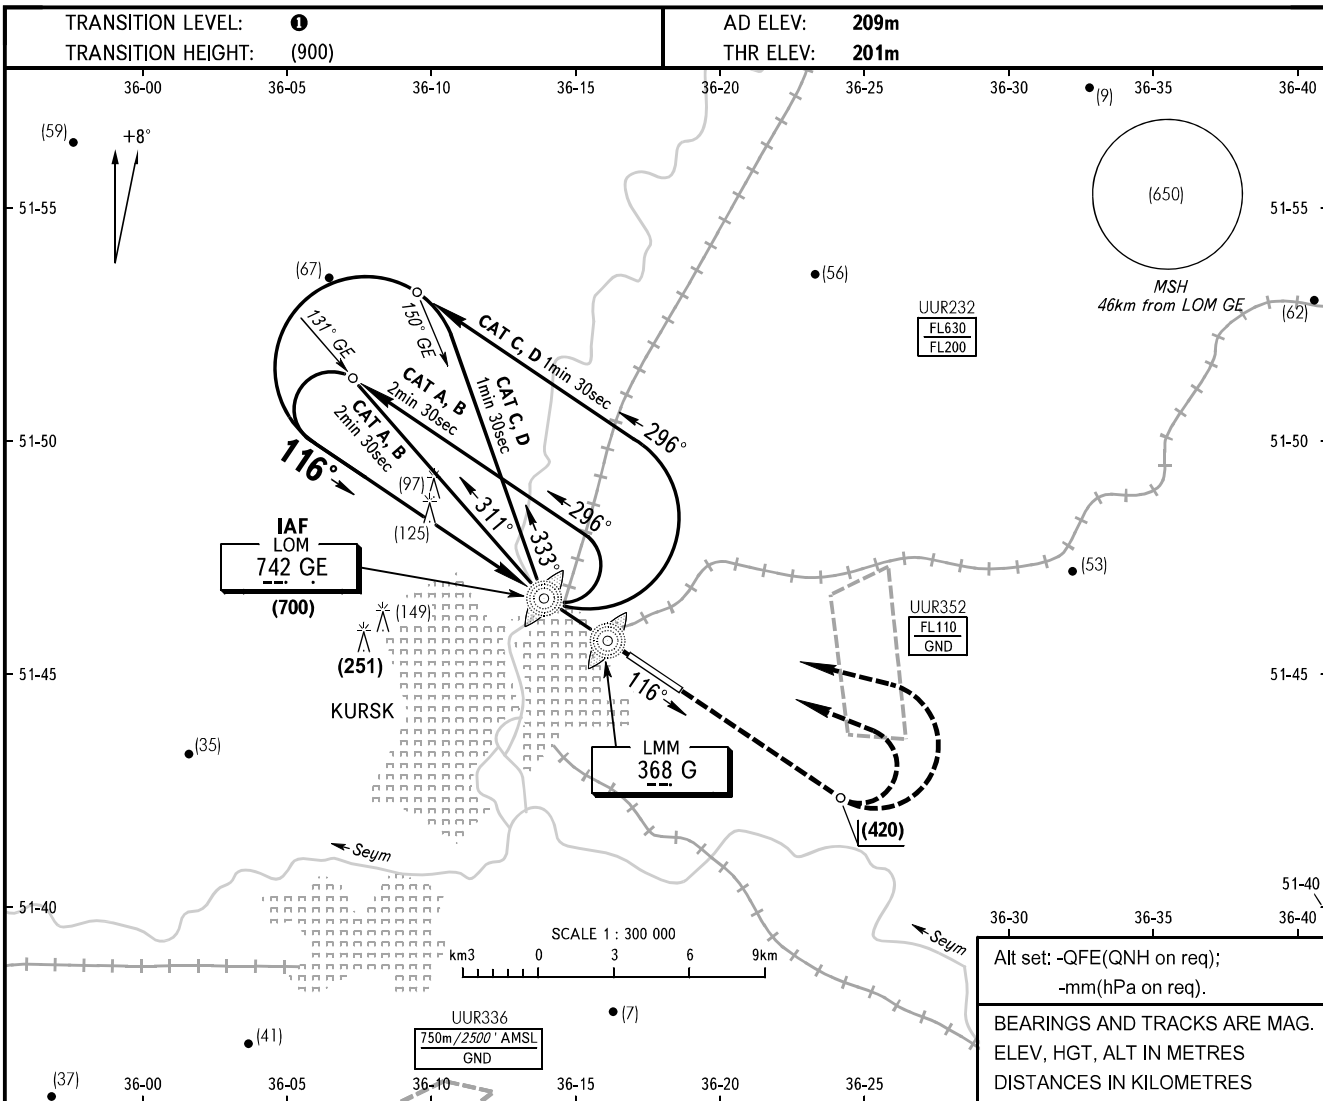 TRANSITION LEVEL: ❶
TRANSITION HEIGHT: (900)
AD ELEV: 209m
THR ELEV: 201m
36-00 36-05 36-10 36-15 36-20 36-25 36-30 36-35 36-40
(9)
(59)
+8°
(650)
51-55 51-55
MSH
46km from LOM GE
(67)
(56)
(62)
UUR232
FL630
FL200
131° GE
150° GE
CAT C, D 1min 30sec
CAT A, B
2min 30sec
CAT C, D
1min 30sec
CAT A, B
2min 30sec
296°
51-50 51-50
116°
(97)
(125)
311°
333°
296°
IAF
LOM
742 GE
(700)
(53)
UUR352
FL110
GND
(149)
(251)
51-45 51-45
116°
KURSK
LMM
368 G
(35)
(420)
Seym
51-40 51-40
36-30 36-35 36-40
SCALE 1 : 300 000
km3 0 3 6 9km
Seym
Alt set: -QFE(QNH on req);
-mm(hPa on req).
UUR336
750m/2500' AMSL
GND
(7)
(41)
(37)
BEARINGS AND TRACKS ARE MAG.
ELEV, HGT, ALT IN METRES
DISTANCES IN KILOMETRES
36-00 36-05 36-10 36-15 36-20 36-25